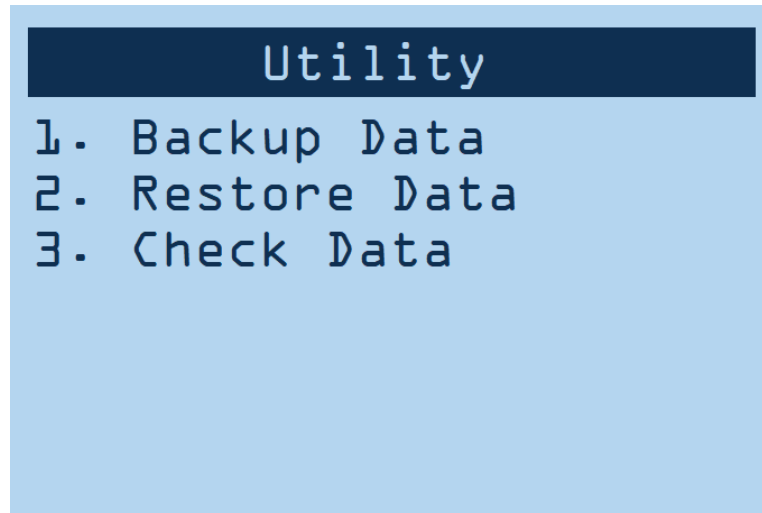 Utility
1. Backup Data
2. Restore Data
3. Check Data